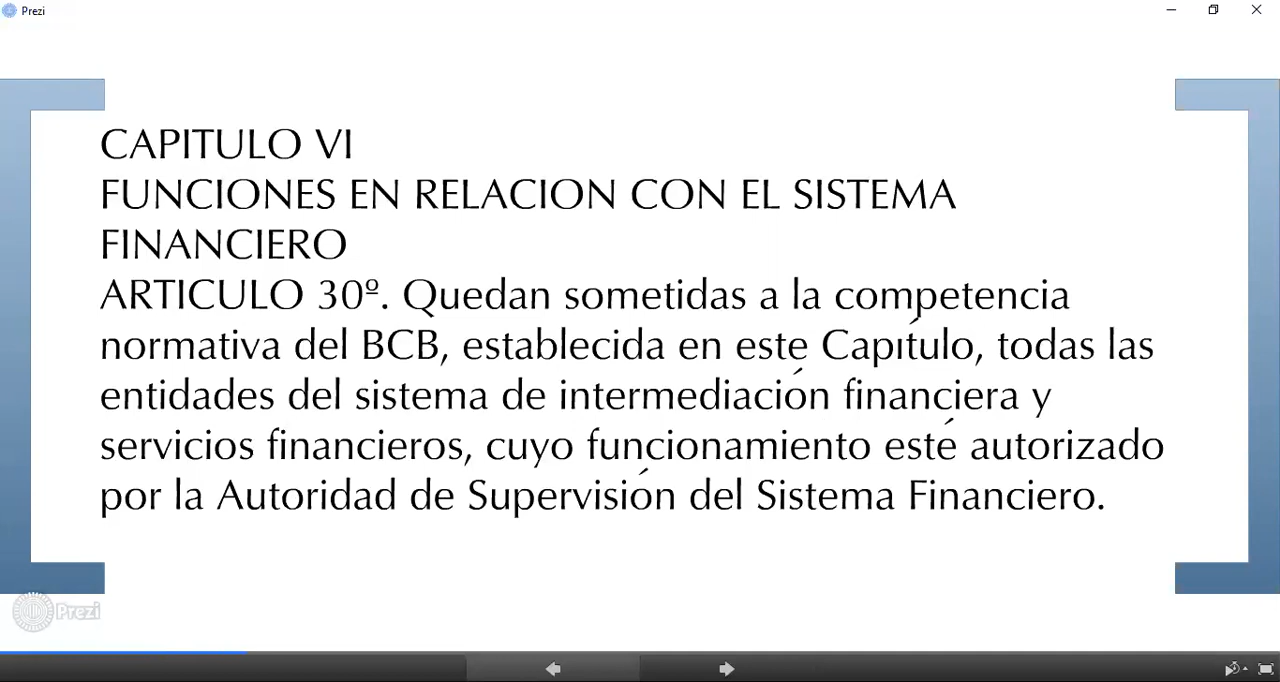 Prezi
CAPITULO VI
FUNCIONES EN RELACION CON EL SISTEMA
FINANCIERO
ARTICULO 30º. Quedan sometidas a la competencia
normativa del BCB, establecida en este Capítulo, todas las
entidades del sistema de intermediación financiera y
servicios financieros, cuyo funcionamiento esté autorizado
por la Autoridad de Supervisión del Sistema Financiero.
Prezi